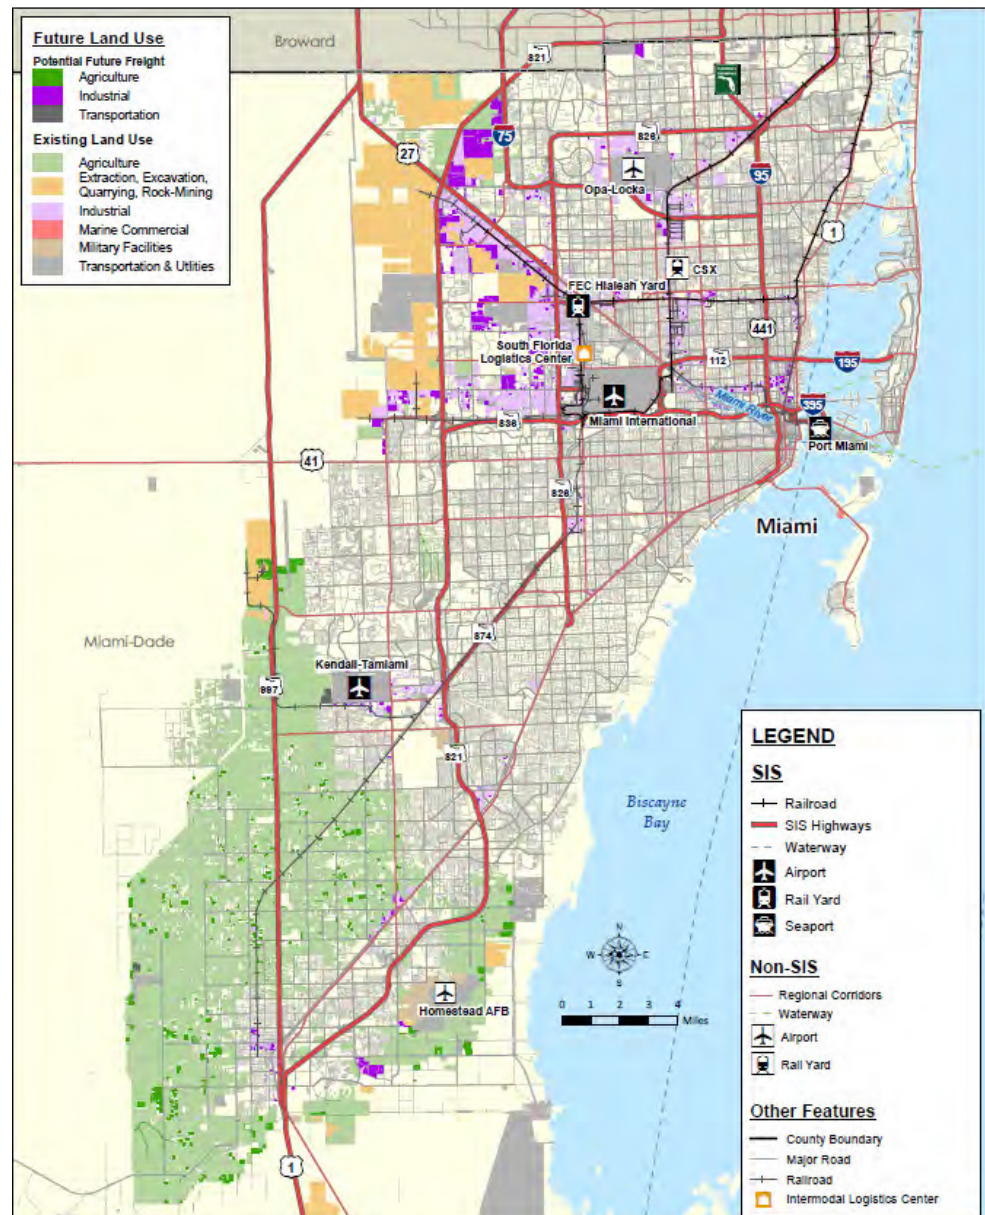 Future Land Use
Potential Future Freight
Agriculture
Industrial
Transportation
Existing Land Use
Agriculture
Extraction, Excavation,
Quarrying, Rook-Mining
Industrial
Marine Commercial
Military Facilities
Transportation & Utlities
Broward
821
75
826
27
95
Opa-Locka
1
CSX
FEC Hialeah Yard
441
South Florida
Logistics Center
112
195
Miami River
395
836
Miami International
Port Miami
41
826
Miami
Miami-Dade
874
Kendall-Tamiami
997
821
Biscayne
Bay
N
W
E
S
0 1 2 3 4
Miles
Homestead AFB
1
LEGEND
SIS
Railroad
SIS Highways
Waterway
Airport
Rail Yard
Seaport
Non-SIS
Regional Corridors
Waterway
Airport
Rail Yard
Other Features
County Boundary
Major Road
Railroad
Intermodal Logistics Center